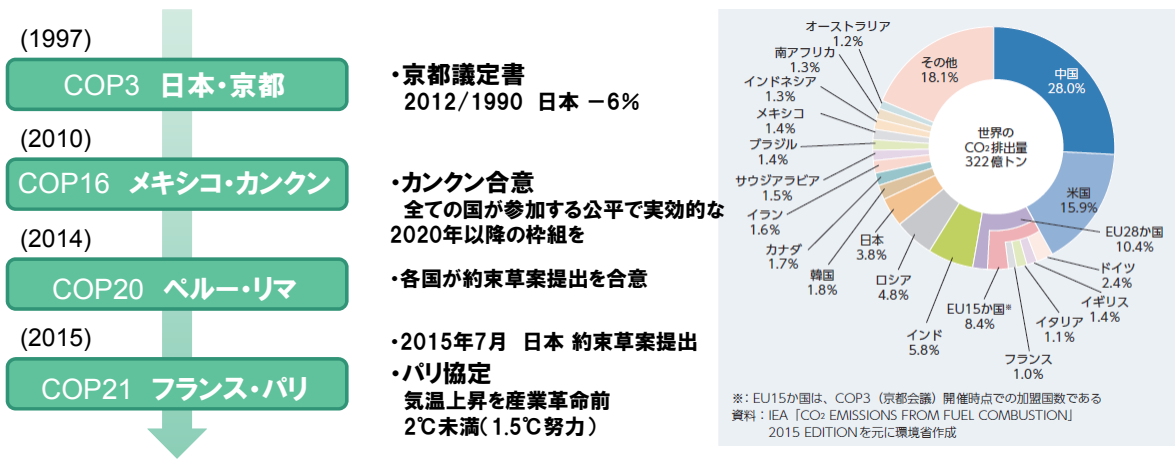 (1997)
COP3 日本・京都
・京都議定書
2012/1990 日本 －6%
(2010)
COP16 メキシコ・カンクン
・カンクン合意
全ての国が参加する公平で実効的な
2020年以降の枠組を
(2014)
COP20 ペルー・リマ
・各国が約束草案提出を合意
(2015)
COP21 フランス・パリ
・2015年7月 日本 約束草案提出
・パリ協定
気温上昇を産業革命前
2℃未満(1.5℃努力)
世界の
CO₂排出量
322億トン
中国
28.0%
米国
15.9%
EU28か国
10.4%
ドイツ
2.4%
イギリス
1.4%
イタリア
1.1%
フランス
1.0%
EU15か国※
8.4%
インド
5.8%
ロシア
4.8%
日本
3.8%
韓国
1.8%
カナダ
1.7%
イラン
1.6%
サウジアラビア
1.5%
ブラジル
1.4%
メキシコ
1.4%
インドネシア
1.3%
南アフリカ
1.3%
オーストラリア
1.2%
その他
18.1%
※：EU15か国は、COP3（京都会議）開催時点での加盟国数である
資料：IEA「CO₂ EMISSIONS FROM FUEL COMBUSTION」
2015 EDITIONを元に環境省作成